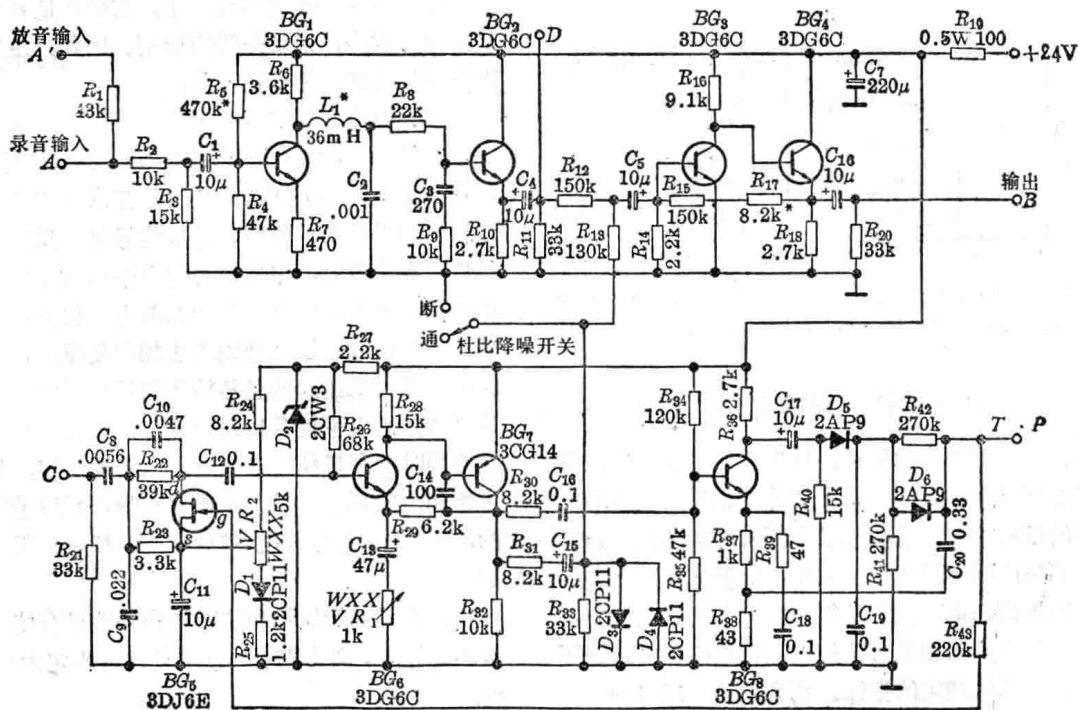 BG₁
3DG6C
BG₂
3DG6C
D
BG₃
3DG6C
BG₄
3DG6C
R₁₉
0.5W 100
+24V
放音输入
A'
R₁
43k
录音输入
A
R₂
10k
R₃
15k
C₁
10μ
R₅
470k*
R₄
47k
R₆
3.6k
R₇
470
L₁*
36mH
C₂
.001
R₈
22k
C₃
270
R₉
10k
R₁₀
2.7k
C₄
10μ
R₁₁
33k
R₁₂
150k
R₁₃
130k
C₅
10μ
R₁₄
2.2k
R₁₅
150k
R₁₆
9.1k
R₁₇
8.2k*
R₁₈
2.7k
C₁₆
10μ
R₂₀
33k
C₇
220μ
输出
B
断
通
杜比降噪开关
C
C₈
.0056
C₁₀
.0047
R₂₂
39k
R₂₁
33k
C₉
.022
R₂₃
3.3k
C₁₁
10μ
d
g
s
BG₅
3DJ6E
C₁₂
0.1
R₂₄
8.2k
VR₂
WXX
5k
D₁
2CP11
R₂₅
1.2k
D₂
2CW3
R₂₆
68k
R₂₇
2.2k
R₂₈
15k
C₁₄
100
R₂₉
6.2k
C₁₃
47μ
WXX
VR₁
1k
BG₆
3DG6C
BG₇
3CG14
R₃₀
8.2k
C₁₆
0.1
R₃₁
8.2k
C₁₅
10μ
R₃₂
10k
R₃₃
33k
D₃
2CP11
D₄
2CP11
R₃₄
120k
R₃₅
47k
R₃₆
2.7k
R₃₇
1k
R₃₈
43
R₃₉
47
C₁₈
0.1
BG₈
3DG6C
C₁₇
10μ
D₅
2AP9
R₄₀
15k
C₁₉
0.1
R₄₂
270k
R₄₁
270k
D₆
2AP9
C₂₀
0.33
R₄₃
220k
T
P